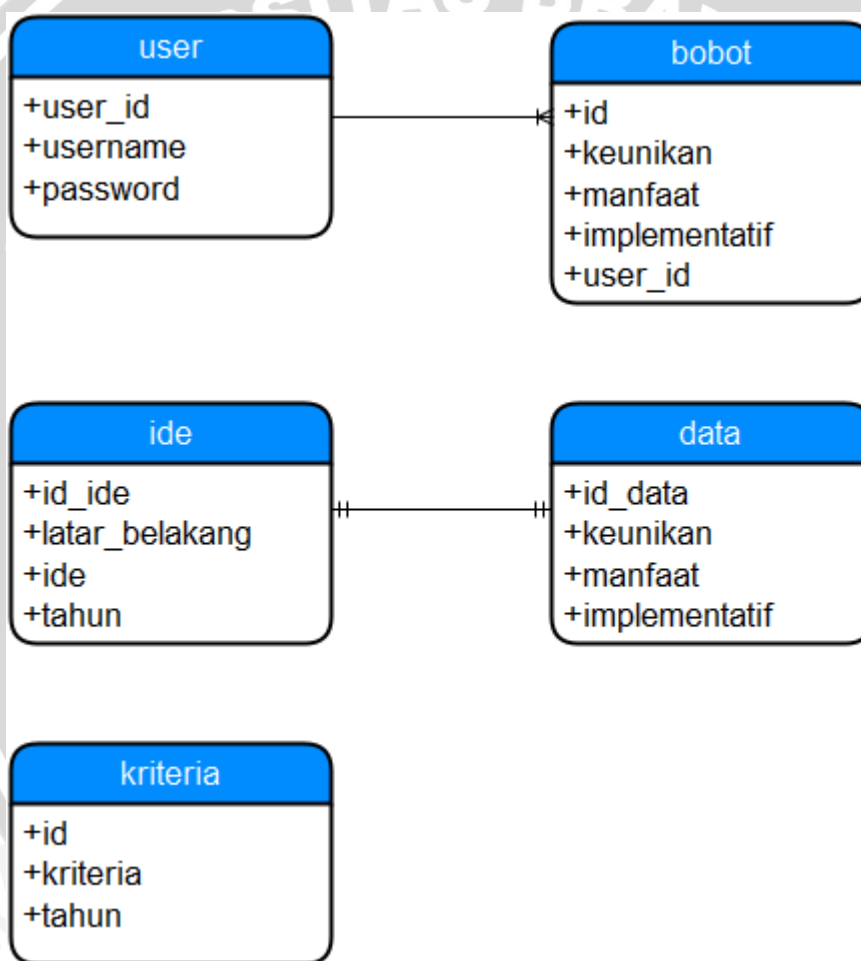 user
+user_id
+username
+password
bobot
+id
+keunikan
+manfaat
+implementatif
+user_id
ide
+id_ide
+latar_belakang
+ide
+tahun
data
+id_data
+keunikan
+manfaat
+implementatif
kriteria
+id
+kriteria
+tahun